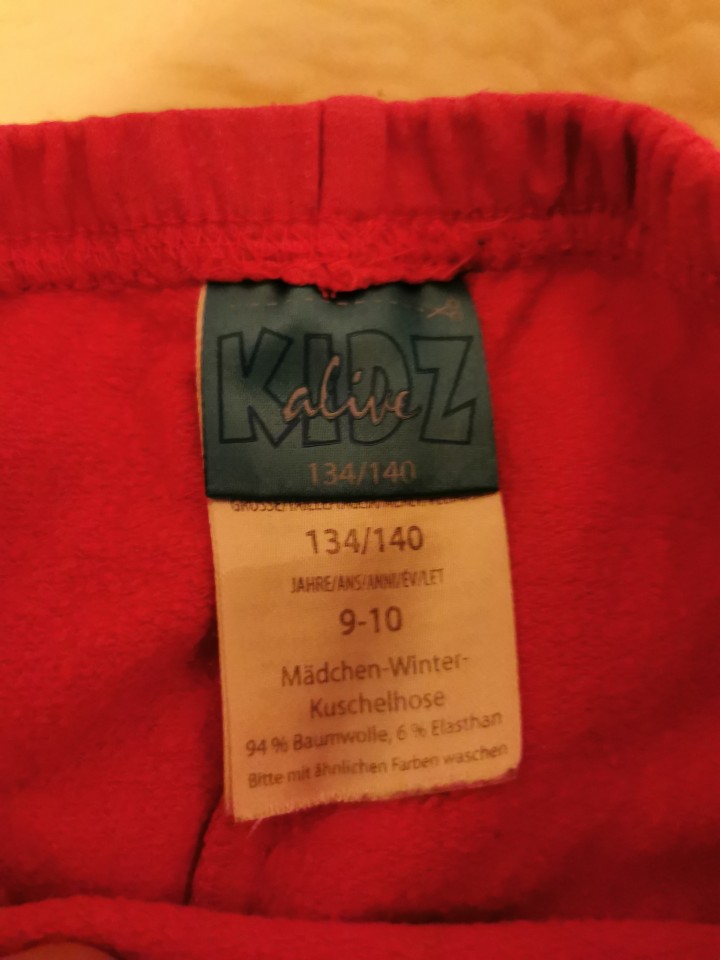 KIDZ
alive
134/140
134/140
JAHRE/ANS/ANNI/ÉV/LET
9-10
Mädchen-Winter-
Kuschelhose
94 % Baumwolle, 6 % Elasthan
Bitte mit ähnlichen Farben waschen